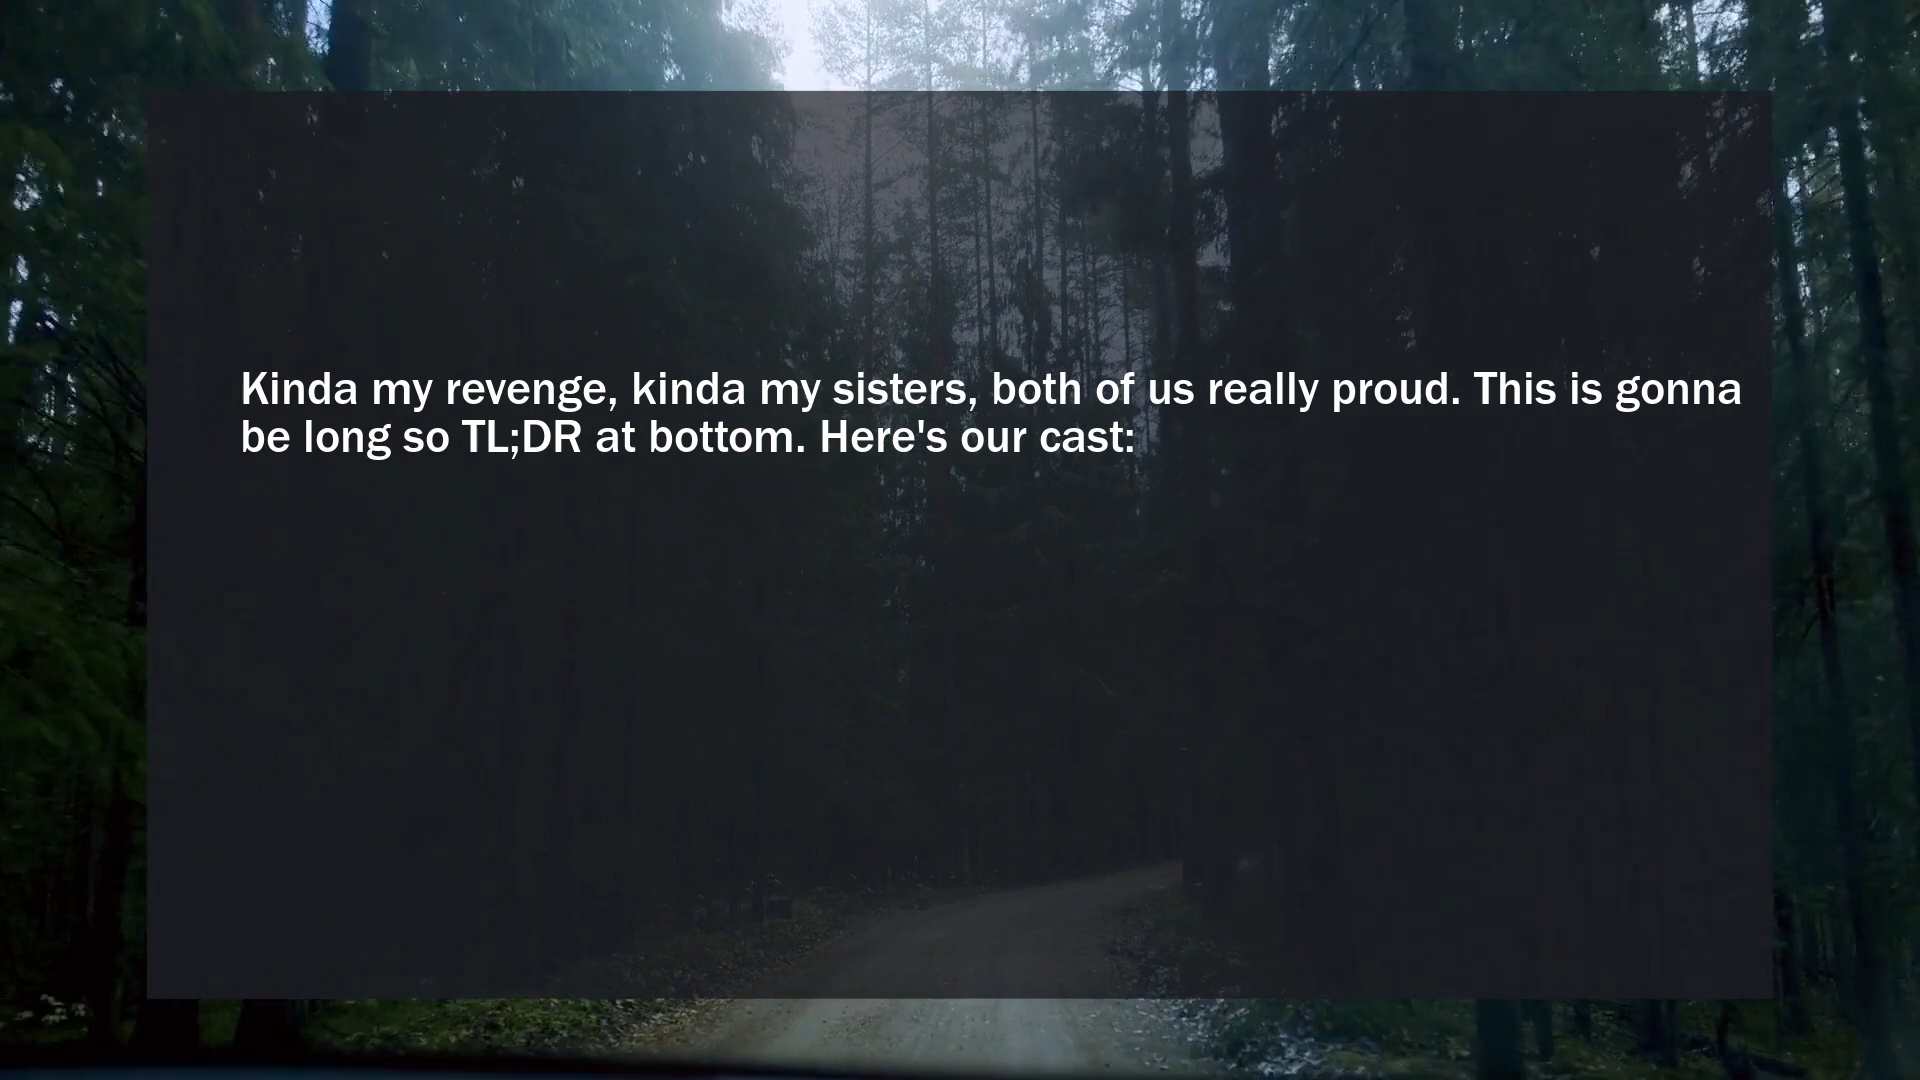 Kinda my revenge, kinda my sisters, both of us really proud. This is gonna
be long so TL;DR at bottom. Here's our cast: